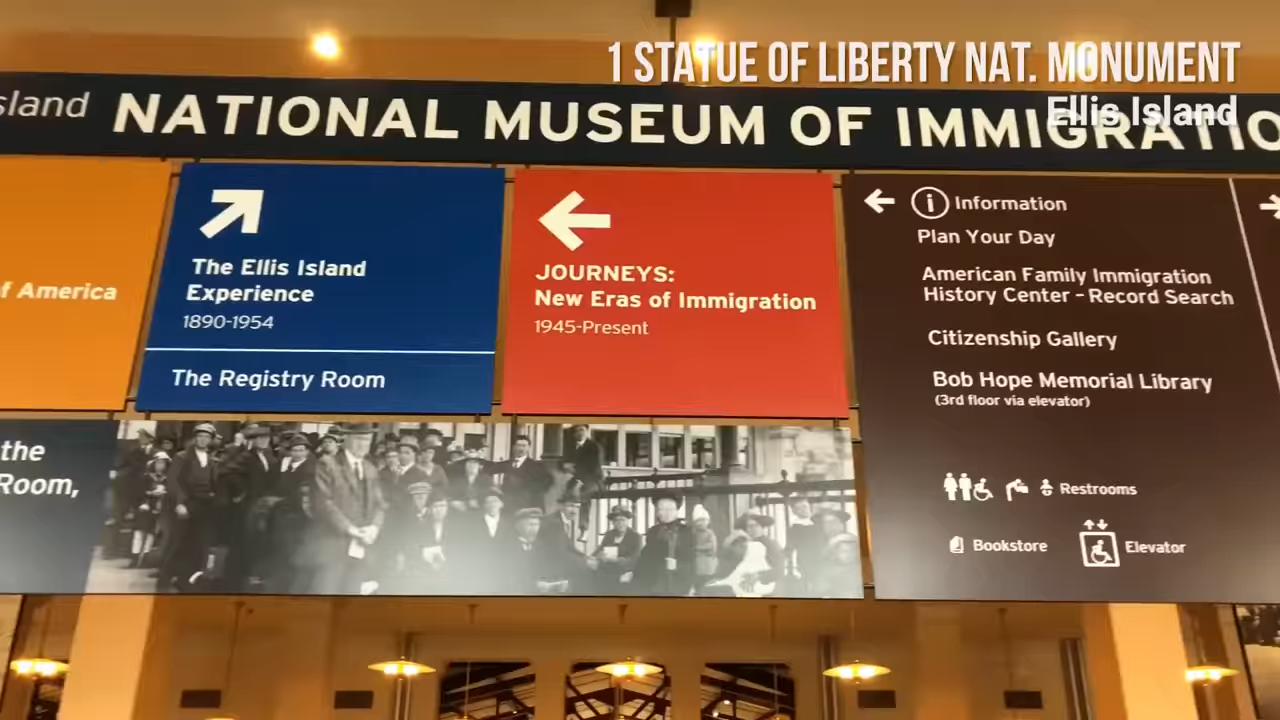 1 STATUE OF LIBERTY NAT. MONUMENT
Ellis Island
sland NATIONAL MUSEUM OF IMMIGRATIO
f America
The Ellis Island
Experience
1890-1954
The Registry Room
JOURNEYS:
New Eras of Immigration
1945-Present
i Information
Plan Your Day
American Family Immigration
History Center - Record Search
Citizenship Gallery
Bob Hope Memorial Library
(3rd floor via elevator)
Restrooms
Bookstore
Elevator
the
Room,